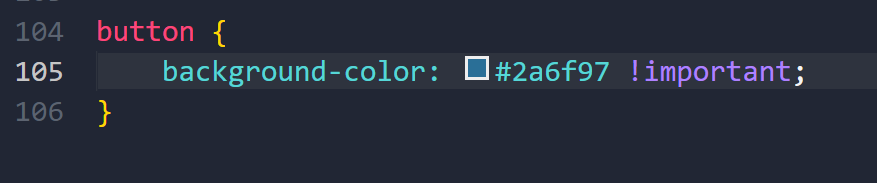 104 button {
105     background-color: #2a6f97 !important;
106 }